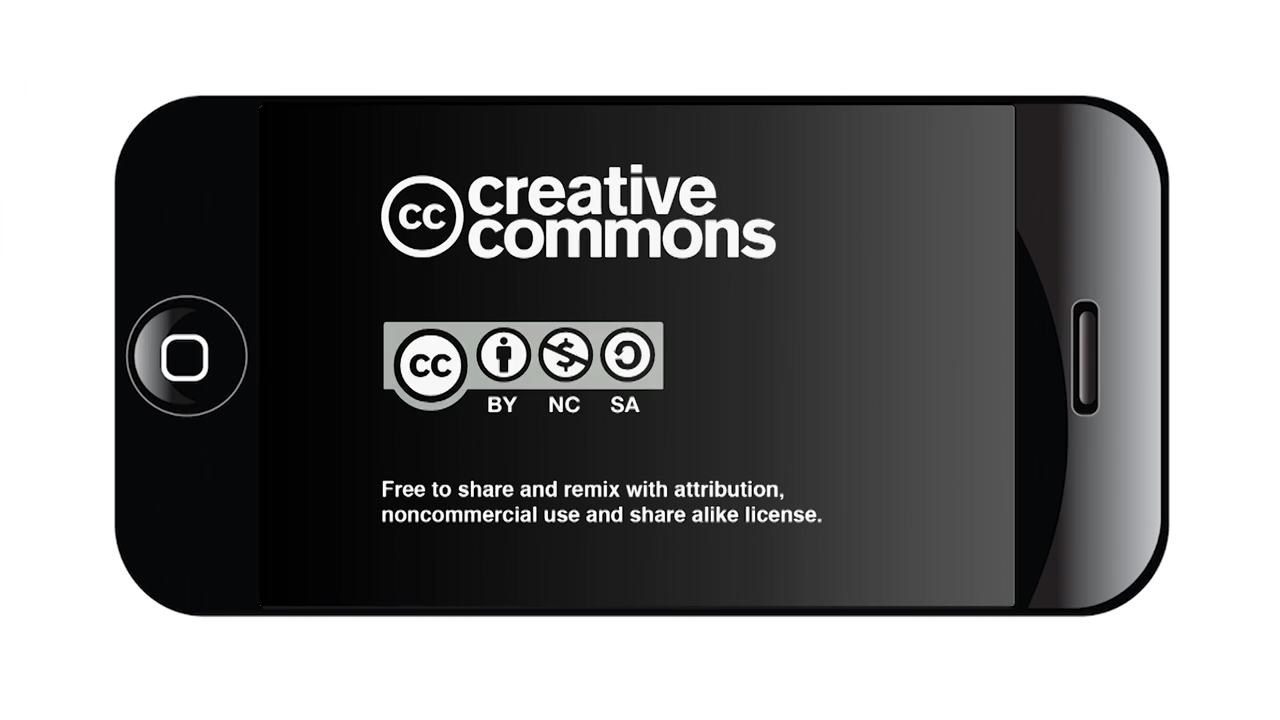 cc creative
commons
cc
BY NC SA
Free to share and remix with attribution,
noncommercial use and share alike license.